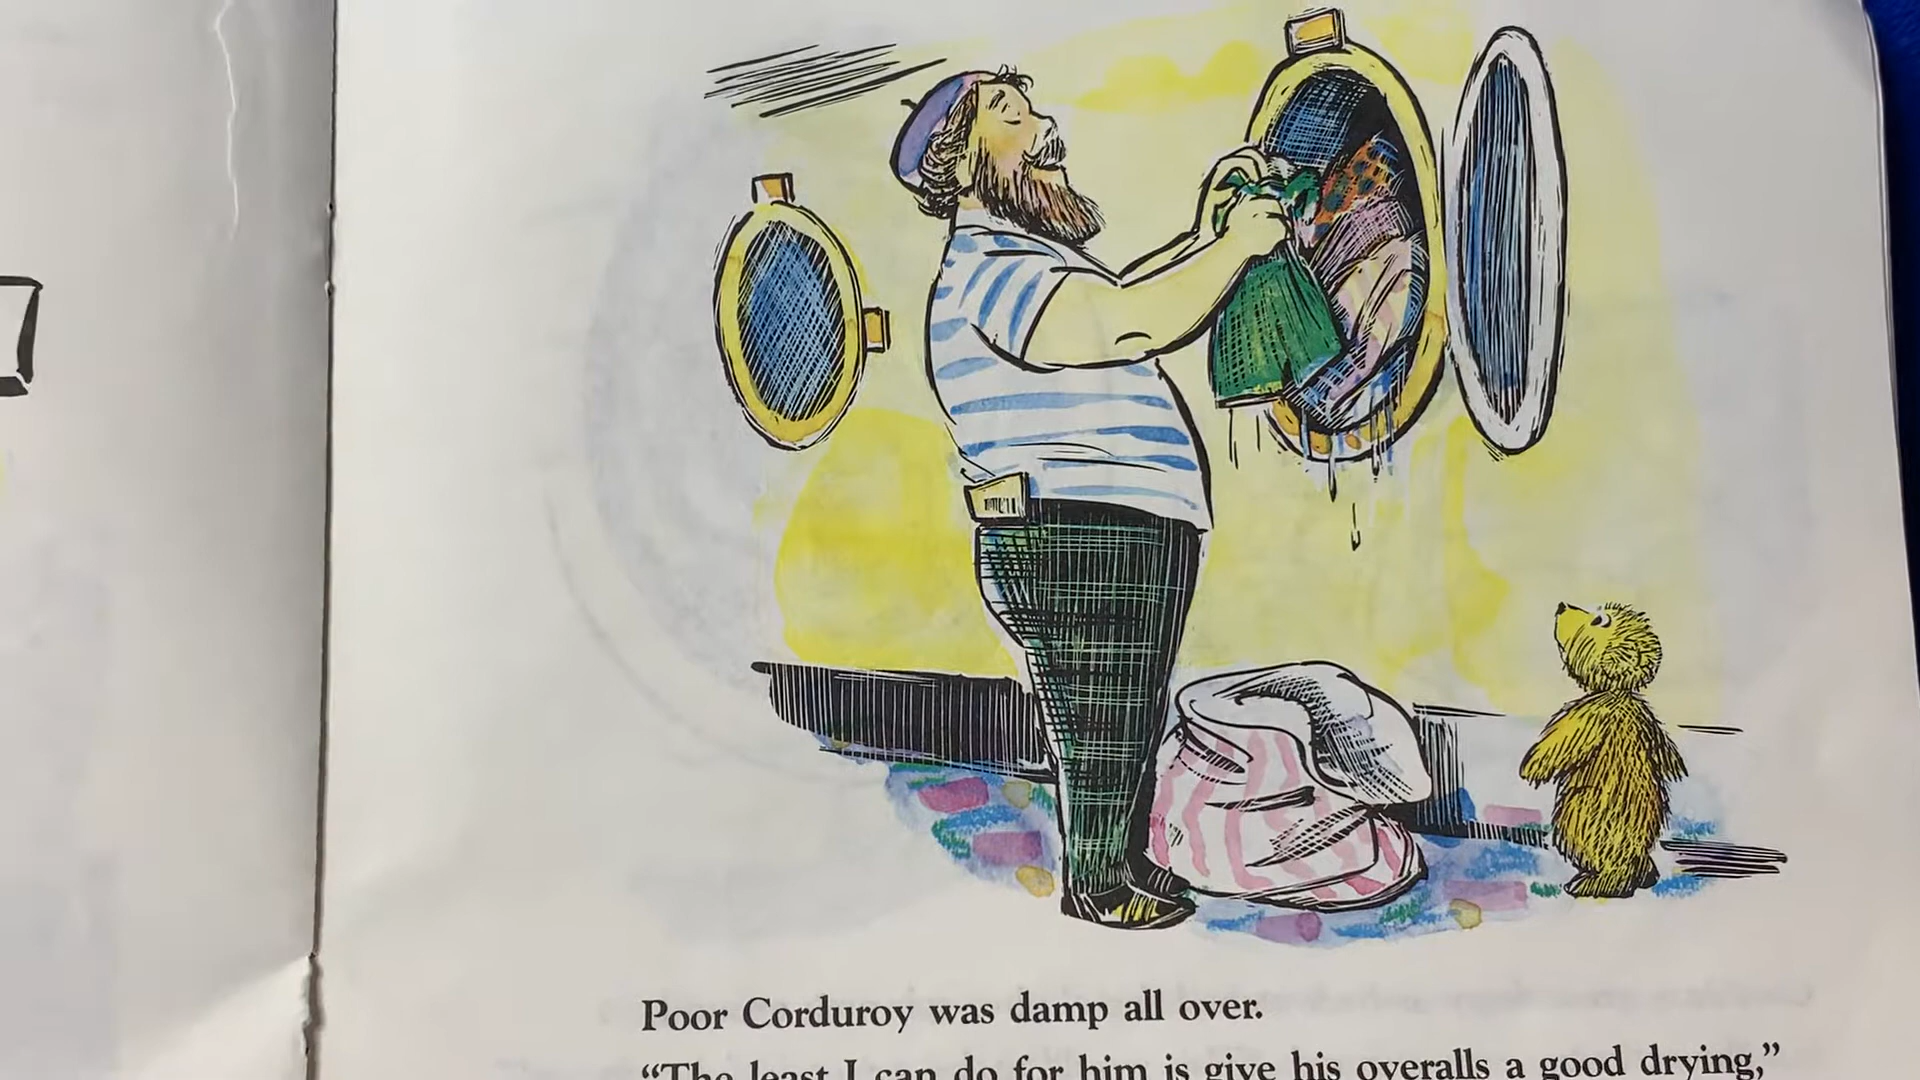 Poor Corduroy was damp all over.
“The least I can do for him is give his overalls a good drying,”